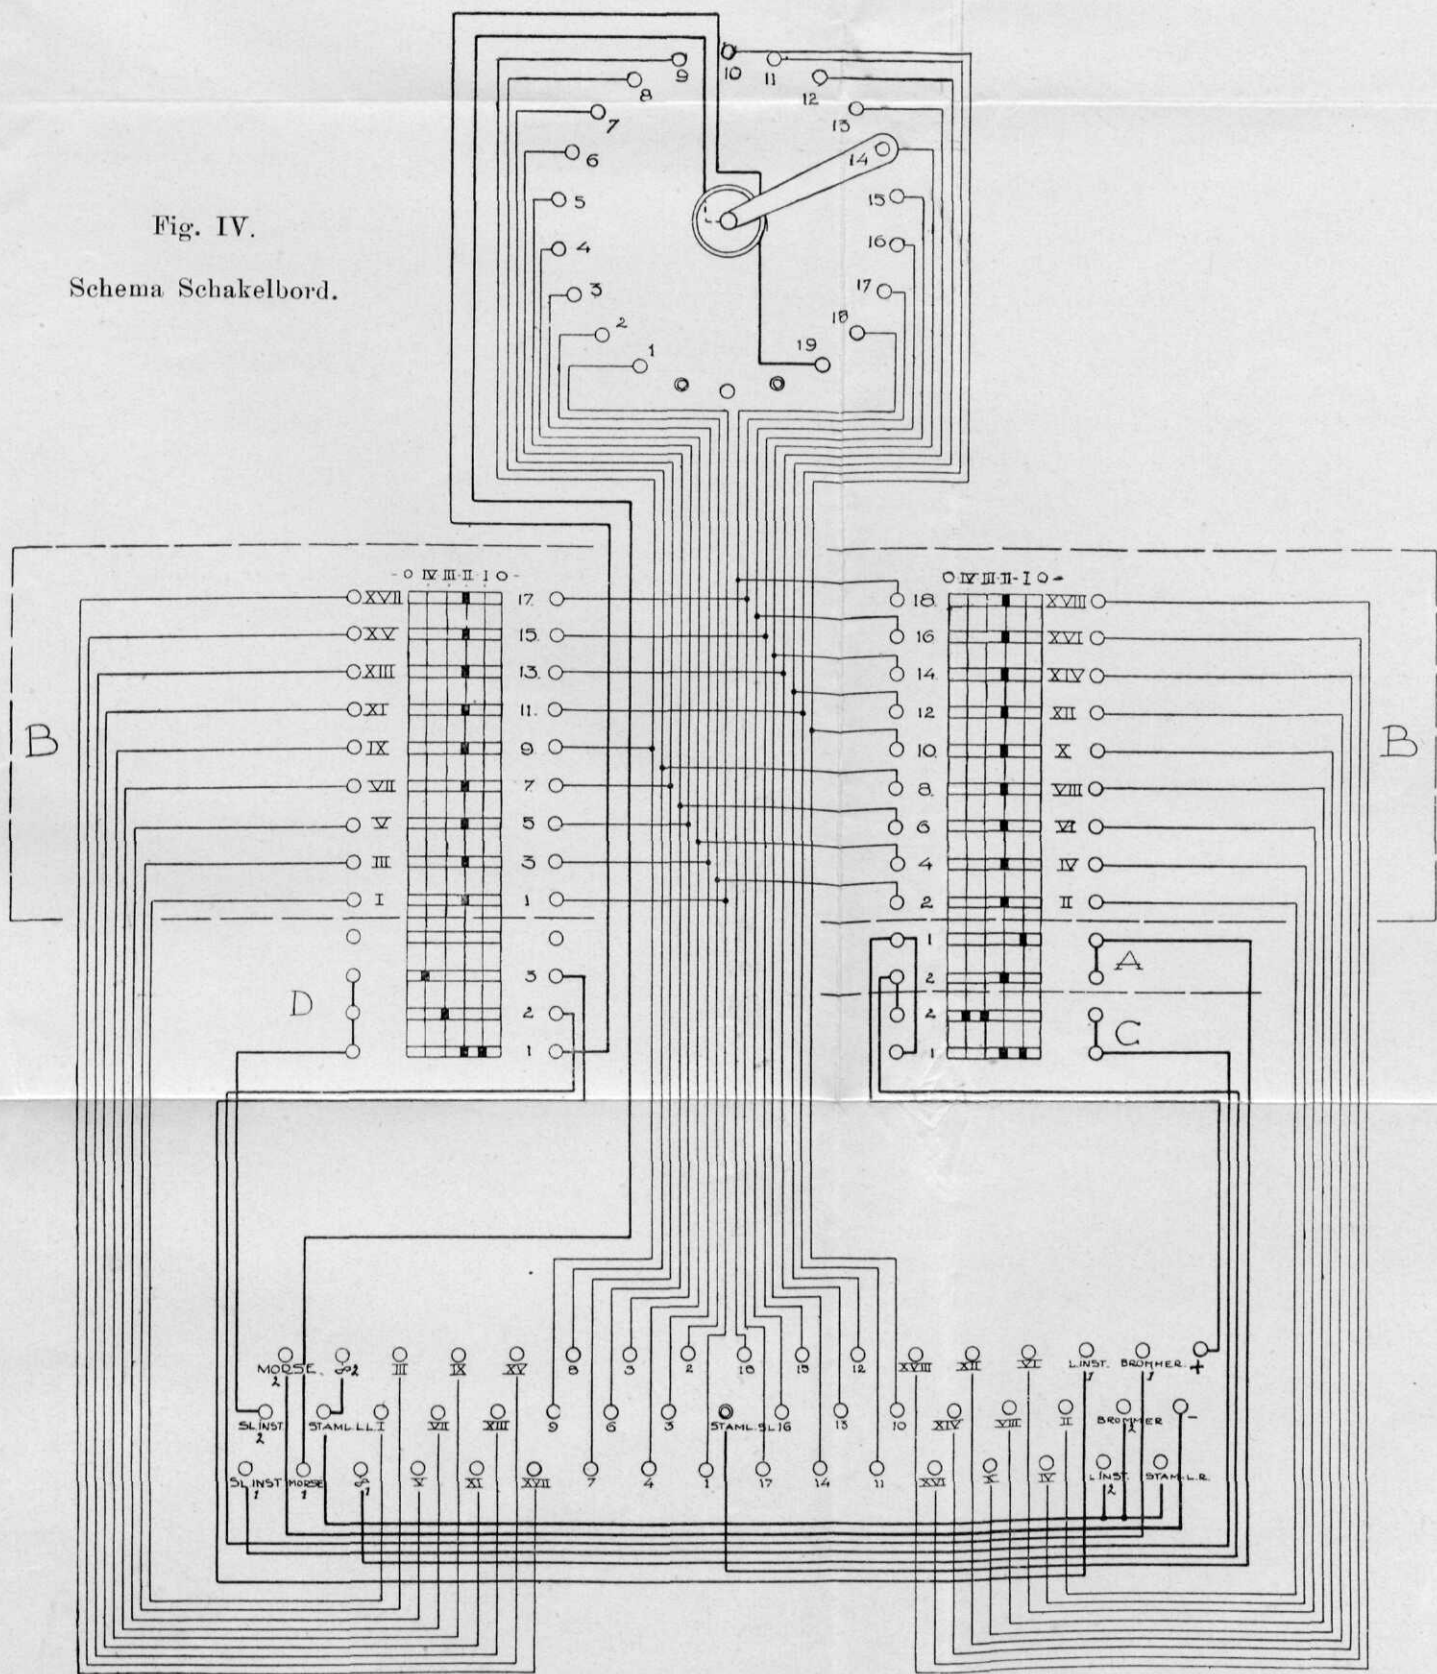 9
10
11
8
12
7
13
6
14
5
15
4
16
3
17
2
18
1
19
Fig. IV.
Schema Schakelbord.
- O IV III II I O -
O IV III II I O -
XVII 17. 18. XVIII
XV 15. 16 XVI
XIII 13. 14. XIV
XI 11. 12 XII
B IX 9 10. X B
VII 7 8. VIII
V 5 6 VI
III 3 4 IV
I 1 2 II
1 A
3 2
D 2 2 C
1 1
MORSE 2 ∞2 III IX XV 8 3 2 18 15 12 XVIII XII VI L.INST. 1 BROMMER 1 +
SL.INST 2 STAML.L.L. I VII XIII 9 6 3 STAML.SL 16 13 10 XIV VIII II BROMMER 2 -
SL.INST 1 MORSE 1 ∞1 V XI XVII 7 4 1 17 14 11 XVI X IV L.INST. 2 STAM.L.R.